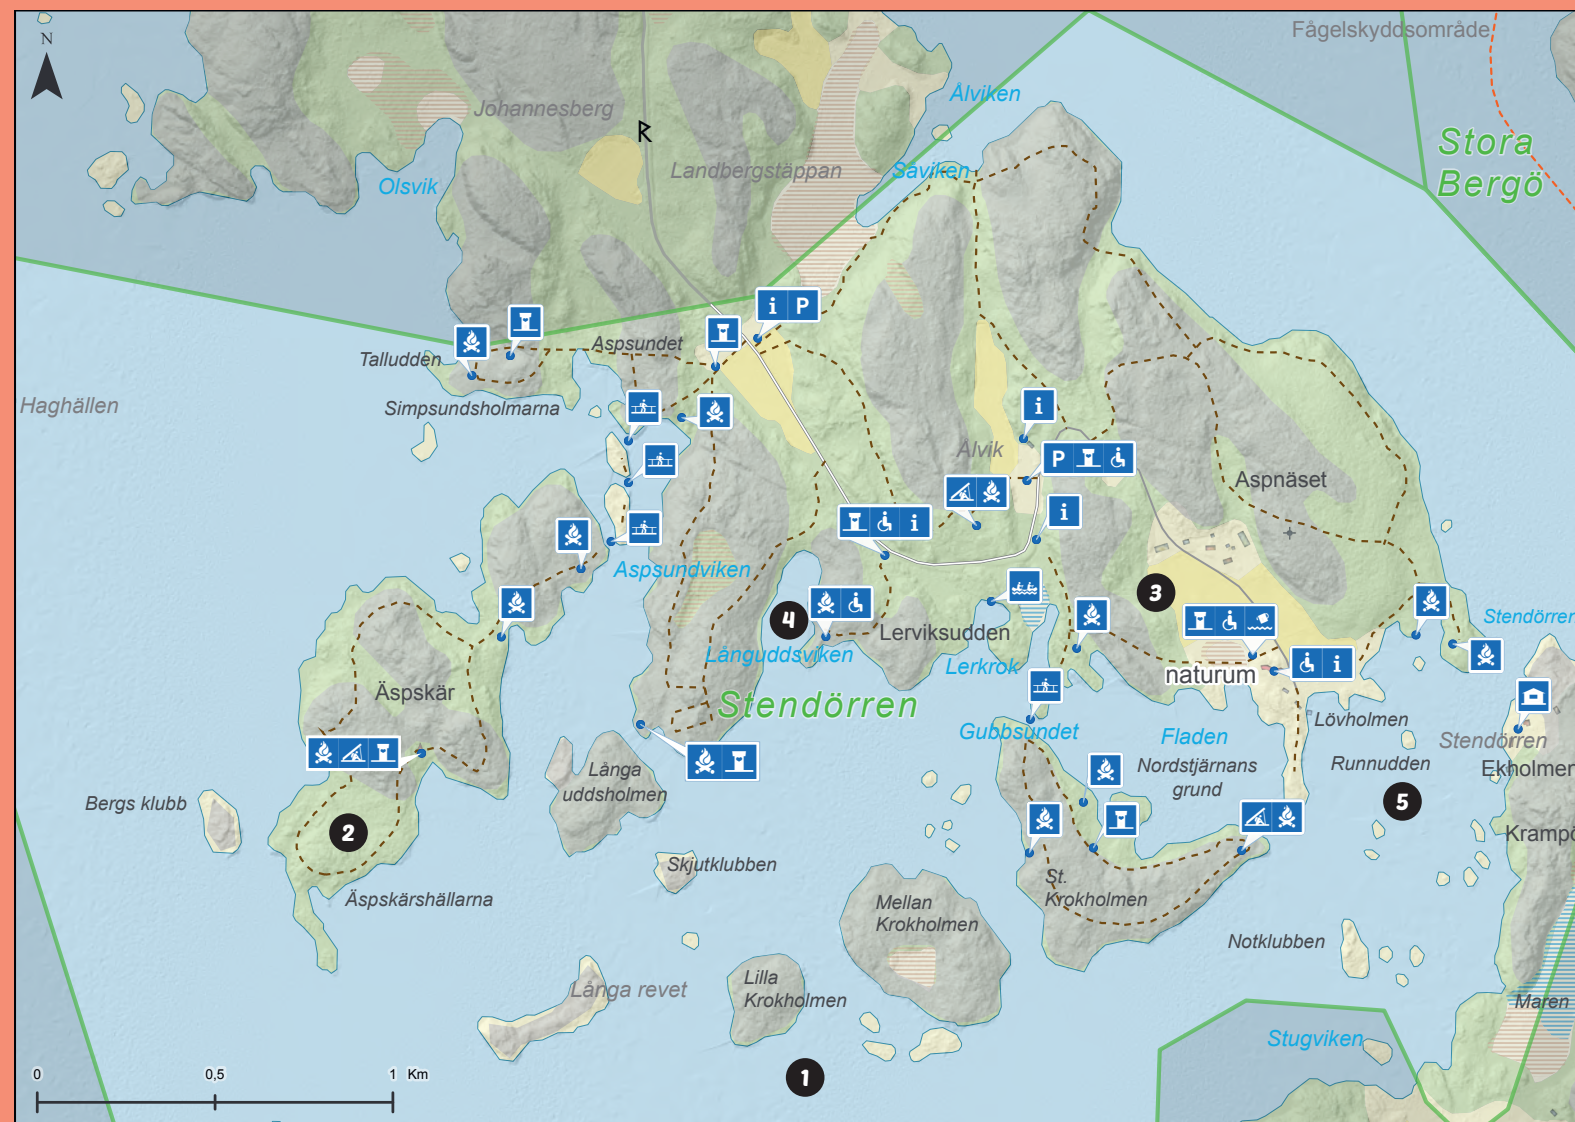 Fågelskyddsområde
N
Ålviken
Johannesberg
Stora
Bergö
Landbergstäppan
Såviken
Olsvik
i P
Aspsundet
Talludden
Haghällen
Simpsundsholmarna
i
Alvik
P
Aspnäset
i
i
Aspsundviken
3
4
Stendörren
Lerviksudden
Långuddsviken
Lerkrok
i
naturum
Äspskär
Stendörren
Lövholmen
Gubbsundet
Fladen
Stendörren
Nordstjärnans
grund
Runnudden
Ekholmen
Långa
uddsholmen
Bergs klubb
5
2
Krampö
Skjutklubben
St.
Krokholmen
Äspskärshällarna
Mellan
Krokholmen
Notklubben
Långa revet
Lilla
Krokholmen
Maren
Stugviken
1
0 0,5 1 Km